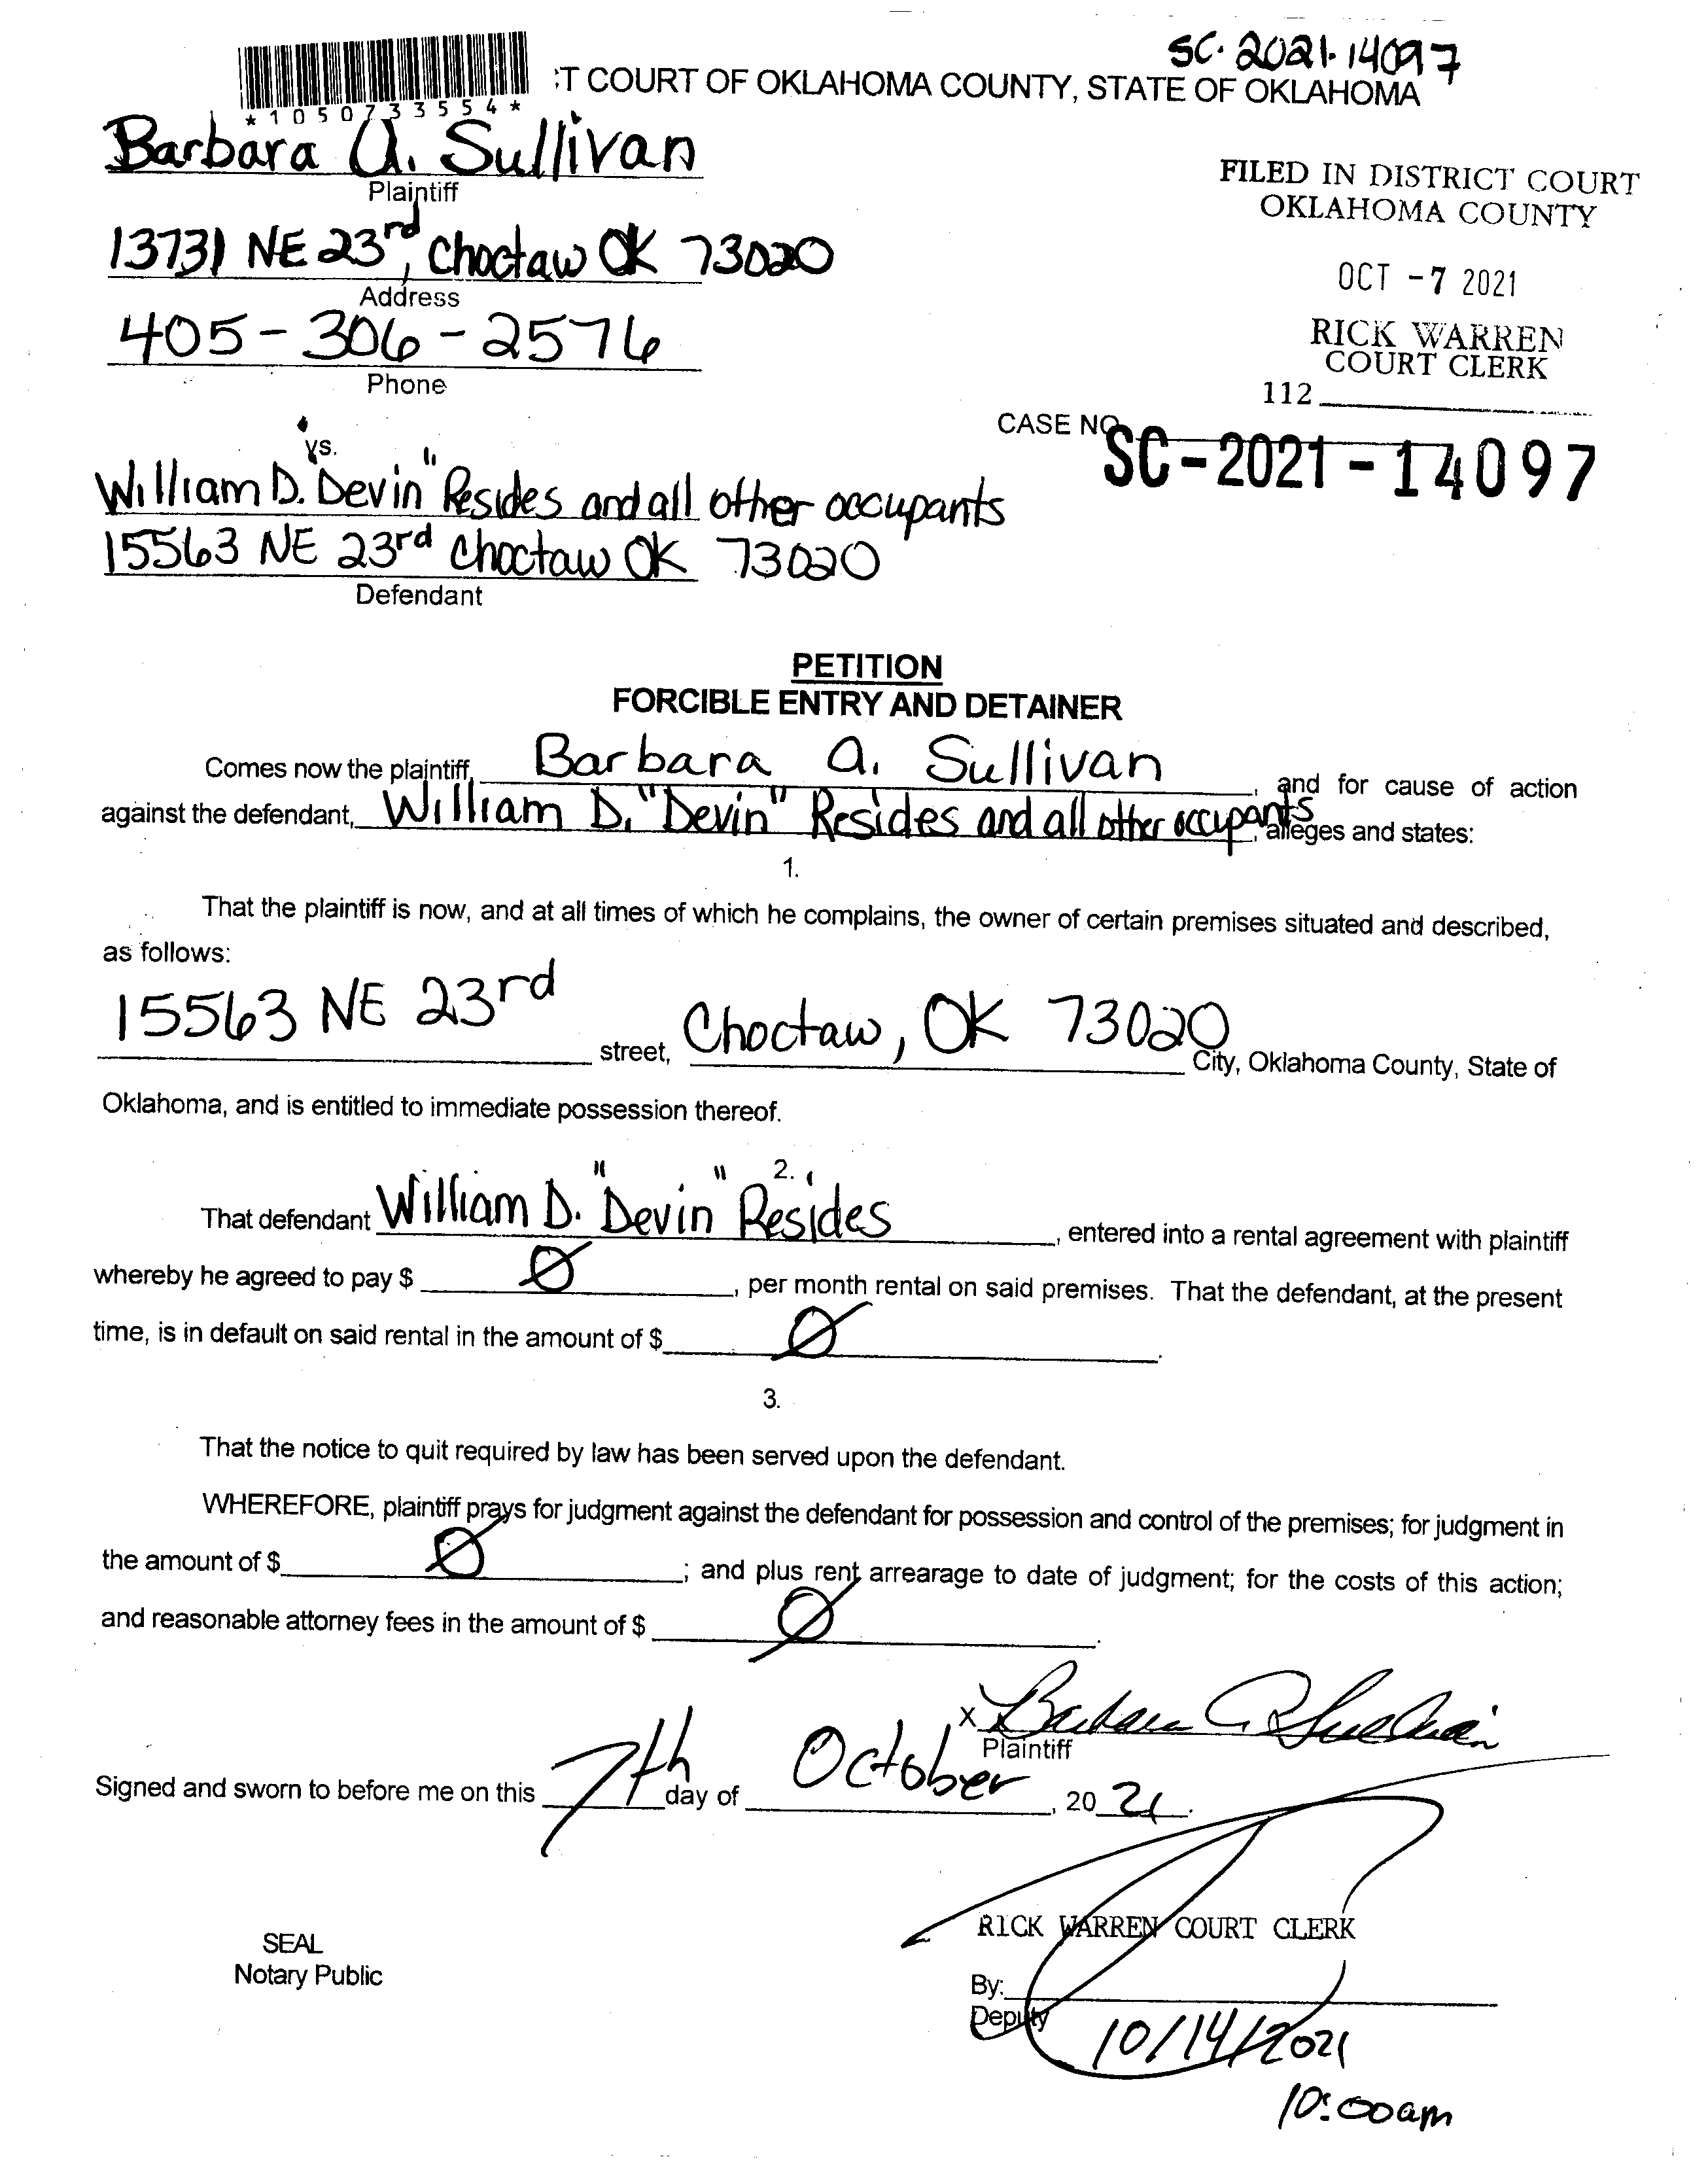 SC-2021-14097
:T COURT OF OKLAHOMA COUNTY, STATE OF OKLAHOMA
*1050733554*
Barbara A. Sullivan
Plaintiff
FILED IN DISTRICT COURT
OKLAHOMA COUNTY
13731 NE 23rd, Choctaw OK 73020
Address
OCT -7 2021
405-306-2576
Phone
RICK WARREN
COURT CLERK
112
vs.
CASE NO.
SC-2021-14097
William D. "Devin" Resides and all other occupants
15563 NE 23rd Choctaw OK 73020
Defendant
PETITION
FORCIBLE ENTRY AND DETAINER
Comes now the plaintiff, Barbara A. Sullivan, and for cause of action
against the defendant, William D. "Devin" Resides and all other occupants, alleges and states:
1.
That the plaintiff is now, and at all times of which he complains, the owner of certain premises situated and described,
as follows:
15563 NE 23rd street, Choctaw, OK 73020 City, Oklahoma County, State of
Oklahoma, and is entitled to immediate possession thereof.
2.
That defendant William D. "Devin" Resides, entered into a rental agreement with plaintiff
whereby he agreed to pay $ Ø, per month rental on said premises. That the defendant, at the present
time, is in default on said rental in the amount of $ Ø.
3.
That the notice to quit required by law has been served upon the defendant.
WHEREFORE, plaintiff prays for judgment against the defendant for possession and control of the premises; for judgment in
the amount of $ Ø; and plus rent arrearage to date of judgment; for the costs of this action;
and reasonable attorney fees in the amount of $ Ø.
X Barbara A Sullivan
Plaintiff
Signed and sworn to before me on this 7th day of October, 2021.
RICK WARREN COURT CLERK
SEAL
Notary Public
By:
Deputy
10/14/2021
10:00am